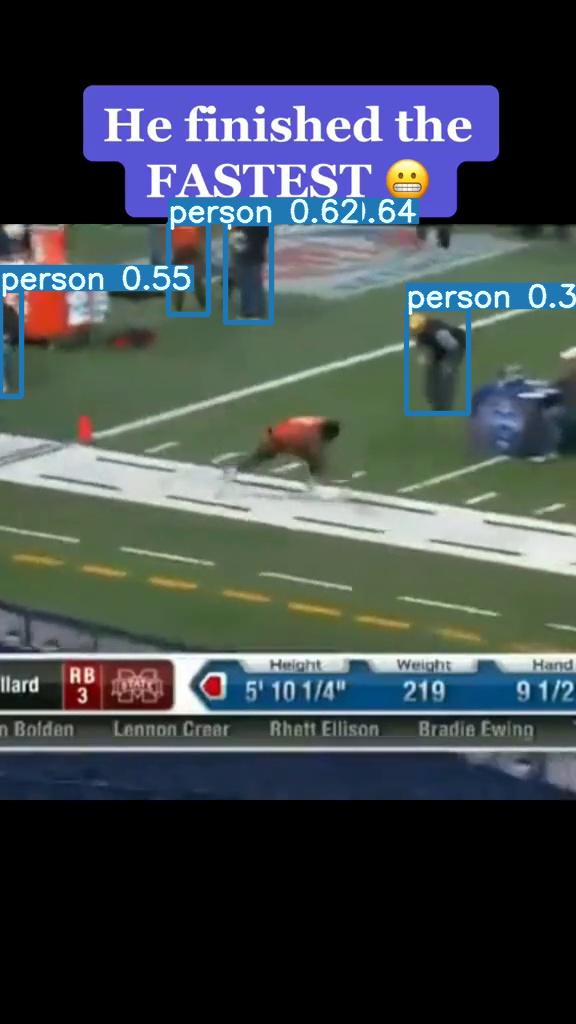 He finished the
FASTEST 😬
person 0.62
.64
person 0.55
person 0.3
Height Weight Hand
llard RB 3 STATE 5' 10 1/4" 219 9 1/2
n Bolden Lennon Creer Rhett Ellison Bradie Ewing